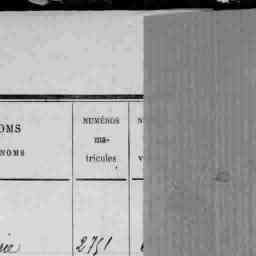 OMS
NOMS
NUMÉROS
ma-
tricules
N
v
2751